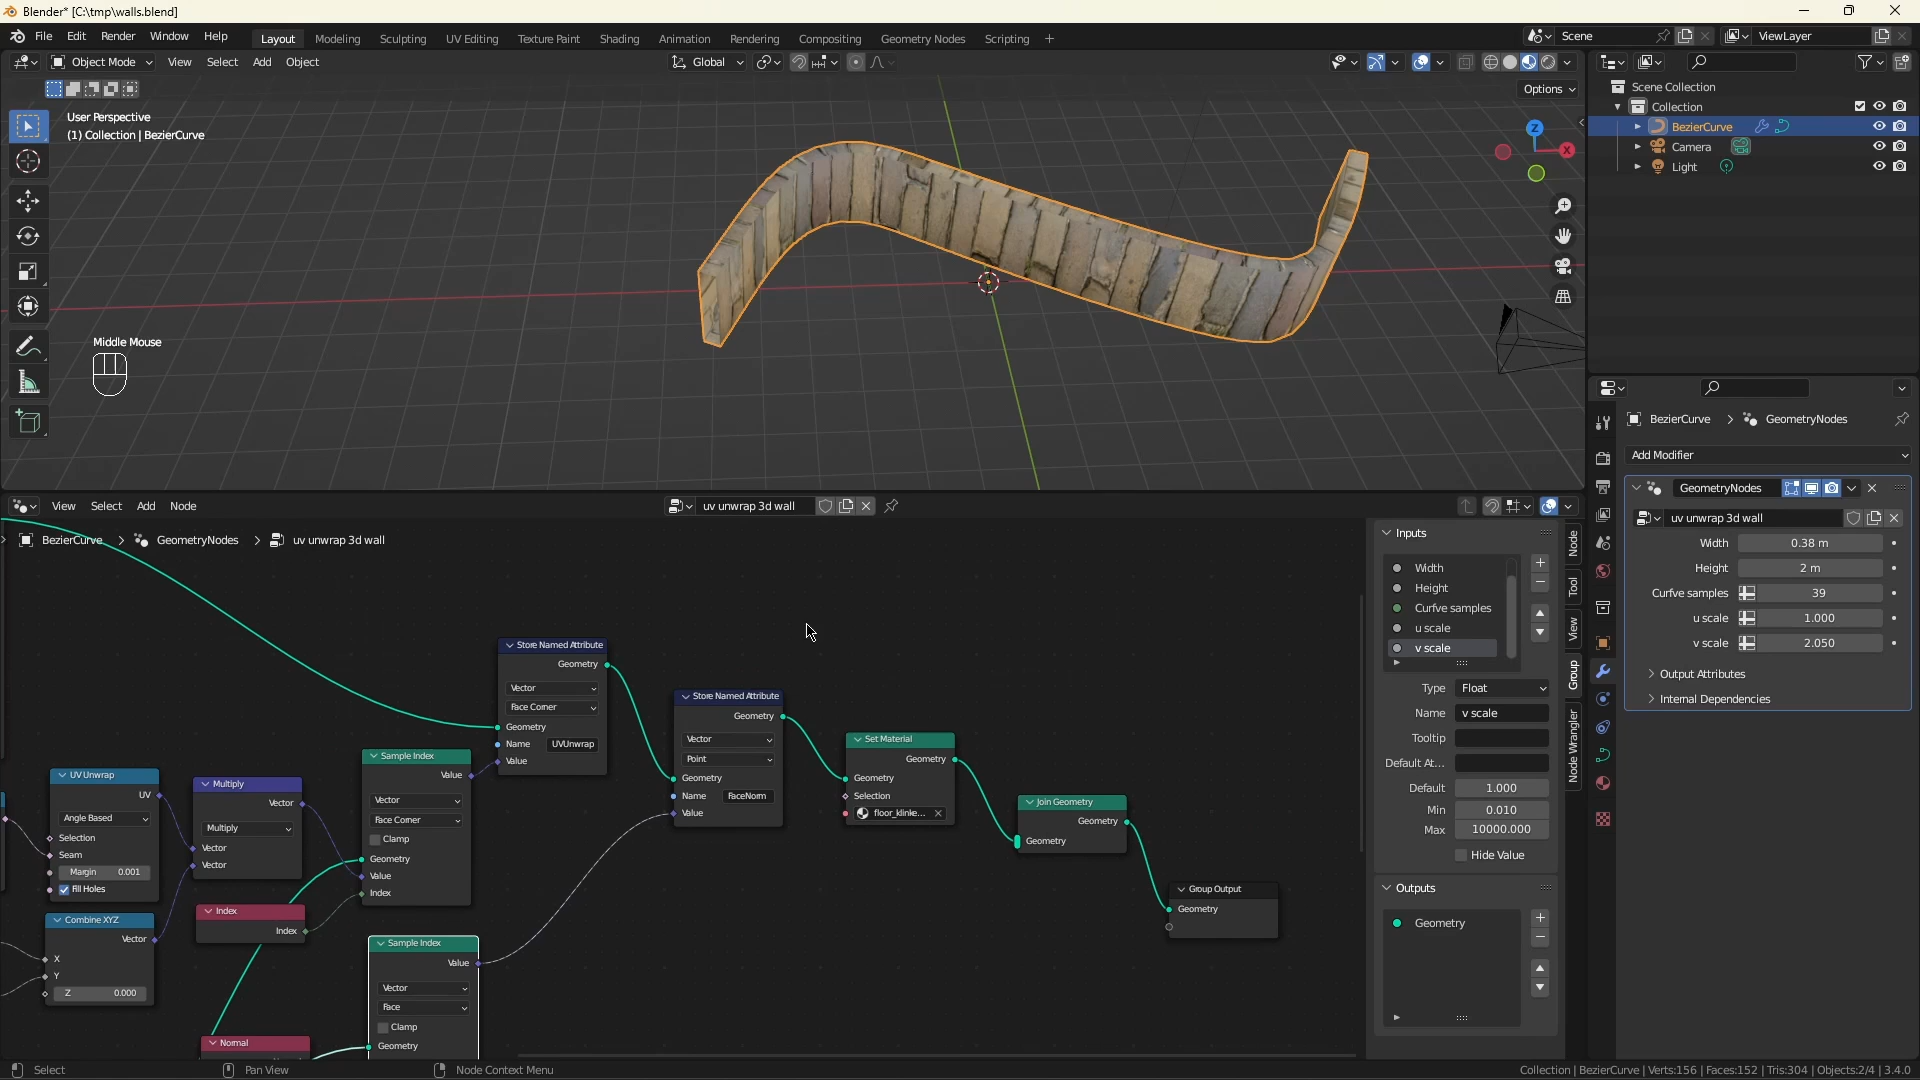 Blender* [C:\tmp\walls.blend]
File Edit Render Window Help
Layout Modeling Sculpting UV Editing Texture Paint Shading Animation Rendering Compositing Geometry Nodes Scripting +
Scene
ViewLayer
Object Mode View Select Add Object
Global
Options
User Perspective
(1) Collection | BezierCurve
Middle Mouse
Z
X
Scene Collection
Collection
BezierCurve
Camera
Light
BezierCurve > GeometryNodes
Add Modifier
GeometryNodes
uv unwrap 3d wall
Width 0.38 m
Height 2 m
Curfve samples 39
u scale 1.000
v scale 2.050
Output Attributes
Internal Dependencies
View Select Add Node
uv unwrap 3d wall
BezierCurve > GeometryNodes > uv unwrap 3d wall
UV Unwrap
UV
Angle Based
Selection
Seam
Margin 0.001
Fill Holes
Combine XYZ
Vector
X
Y
Z 0.000
Multiply
Vector
Multiply
Vector
Vector
Index
Index
Normal
Sample Index
Value
Vector
Face Corner
Clamp
Geometry
Value
Index
Sample Index
Value
Vector
Face
Clamp
Geometry
Store Named Attribute
Geometry
Vector
Face Corner
Geometry
Name UVUnwrap
Value
Store Named Attribute
Geometry
Vector
Point
Geometry
Name FaceNorm
Value
Set Material
Geometry
Geometry
Selection
floor_klinke...
Join Geometry
Geometry
Geometry
Group Output
Geometry
Inputs
Width
Height
Curfve samples
u scale
v scale
Type Float
Name v scale
Tooltip
Default At...
Default 1.000
Min 0.010
Max 10000.000
Hide Value
Outputs
Geometry
Node
Tool
View
Group
Node Wrangler
Select
Pan View
Node Context Menu
Collection | BezierCurve | Verts:156 | Faces:152 | Tris:304 | Objects:2/4 | 3.4.0